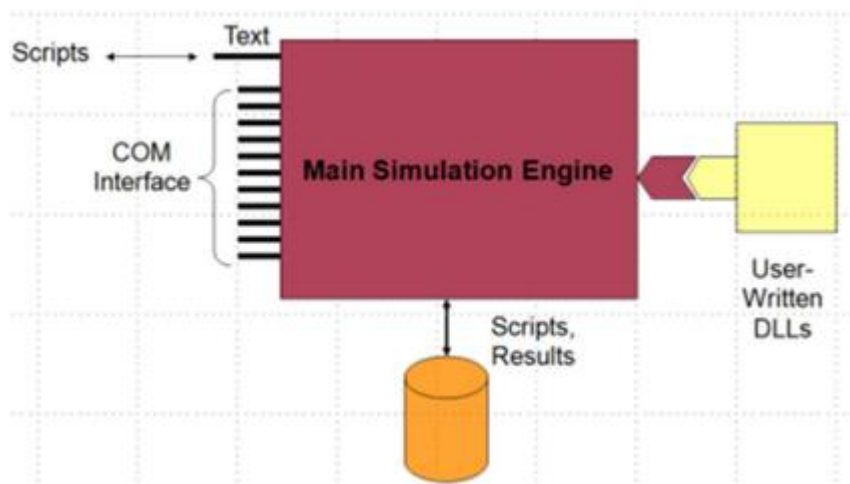 Text
Scripts
COM
Interface
Main Simulation Engine
User-
Written
DLLs
Scripts,
Results